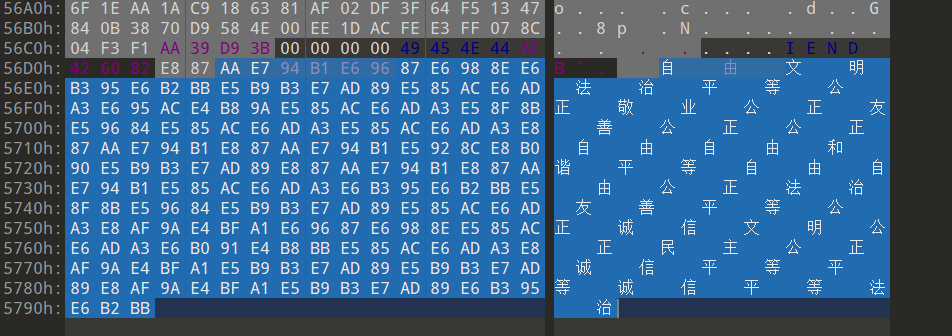 56A0h: 6F 1E AA 1A C9 18 63 81 AF 02 DF 3F 64 F5 13 47 o . . . c . . . . d . . G
56B0h: 84 0B 38 70 D9 58 4E 00 EE 1D AC FE E3 FF 07 8C . . 8 p . N . . . . . . . .
56C0h: 04 F3 F1 AA 39 D9 3B 00 00 00 00 49 45 4E 44 AE . . . . . . . . . I E N D
56D0h: 42 60 82 E8 87 AA E7 94 B1 E6 96 87 E6 98 8E E6 B ` . 自 由 文 明
56E0h: B3 95 E6 B2 BB E5 B9 B3 E7 AD 89 E5 85 AC E6 AD 法 治 平 等 公
56F0h: A3 E6 95 AC E4 B8 9A E5 85 AC E6 AD A3 E5 8F 8B 正 敬 业 公 正 友
5700h: E5 96 84 E5 85 AC E6 AD A3 E5 85 AC E6 AD A3 E8 善 公 正 公 正
5710h: 87 AA E7 94 B1 E8 87 AA E7 94 B1 E5 92 8C E8 B0 自 由 自 由 和
5720h: 90 E5 B9 B3 E7 AD 89 E8 87 AA E7 94 B1 E8 87 AA 谐 平 等 自 由 自
5730h: E7 94 B1 E5 85 AC E6 AD A3 E6 B3 95 E6 B2 BB E5 由 公 正 法 治
5740h: 8F 8B E5 96 84 E5 B9 B3 E7 AD 89 E5 85 AC E6 AD 友 善 平 等 公
5750h: A3 E8 AF 9A E4 BF A1 E6 96 87 E6 98 8E E5 85 AC 正 诚 信 文 明 公
5760h: E6 AD A3 E6 B0 91 E4 B8 BB E5 85 AC E6 AD A3 E8 正 民 主 公 正
5770h: AF 9A E4 BF A1 E5 B9 B3 E7 AD 89 E5 B9 B3 E7 AD 诚 信 平 等 平
5780h: 89 E8 AF 9A E4 BF A1 E5 B9 B3 E7 AD 89 E6 B3 95 等 诚 信 平 等 法
5790h: E6 B2 BB 治